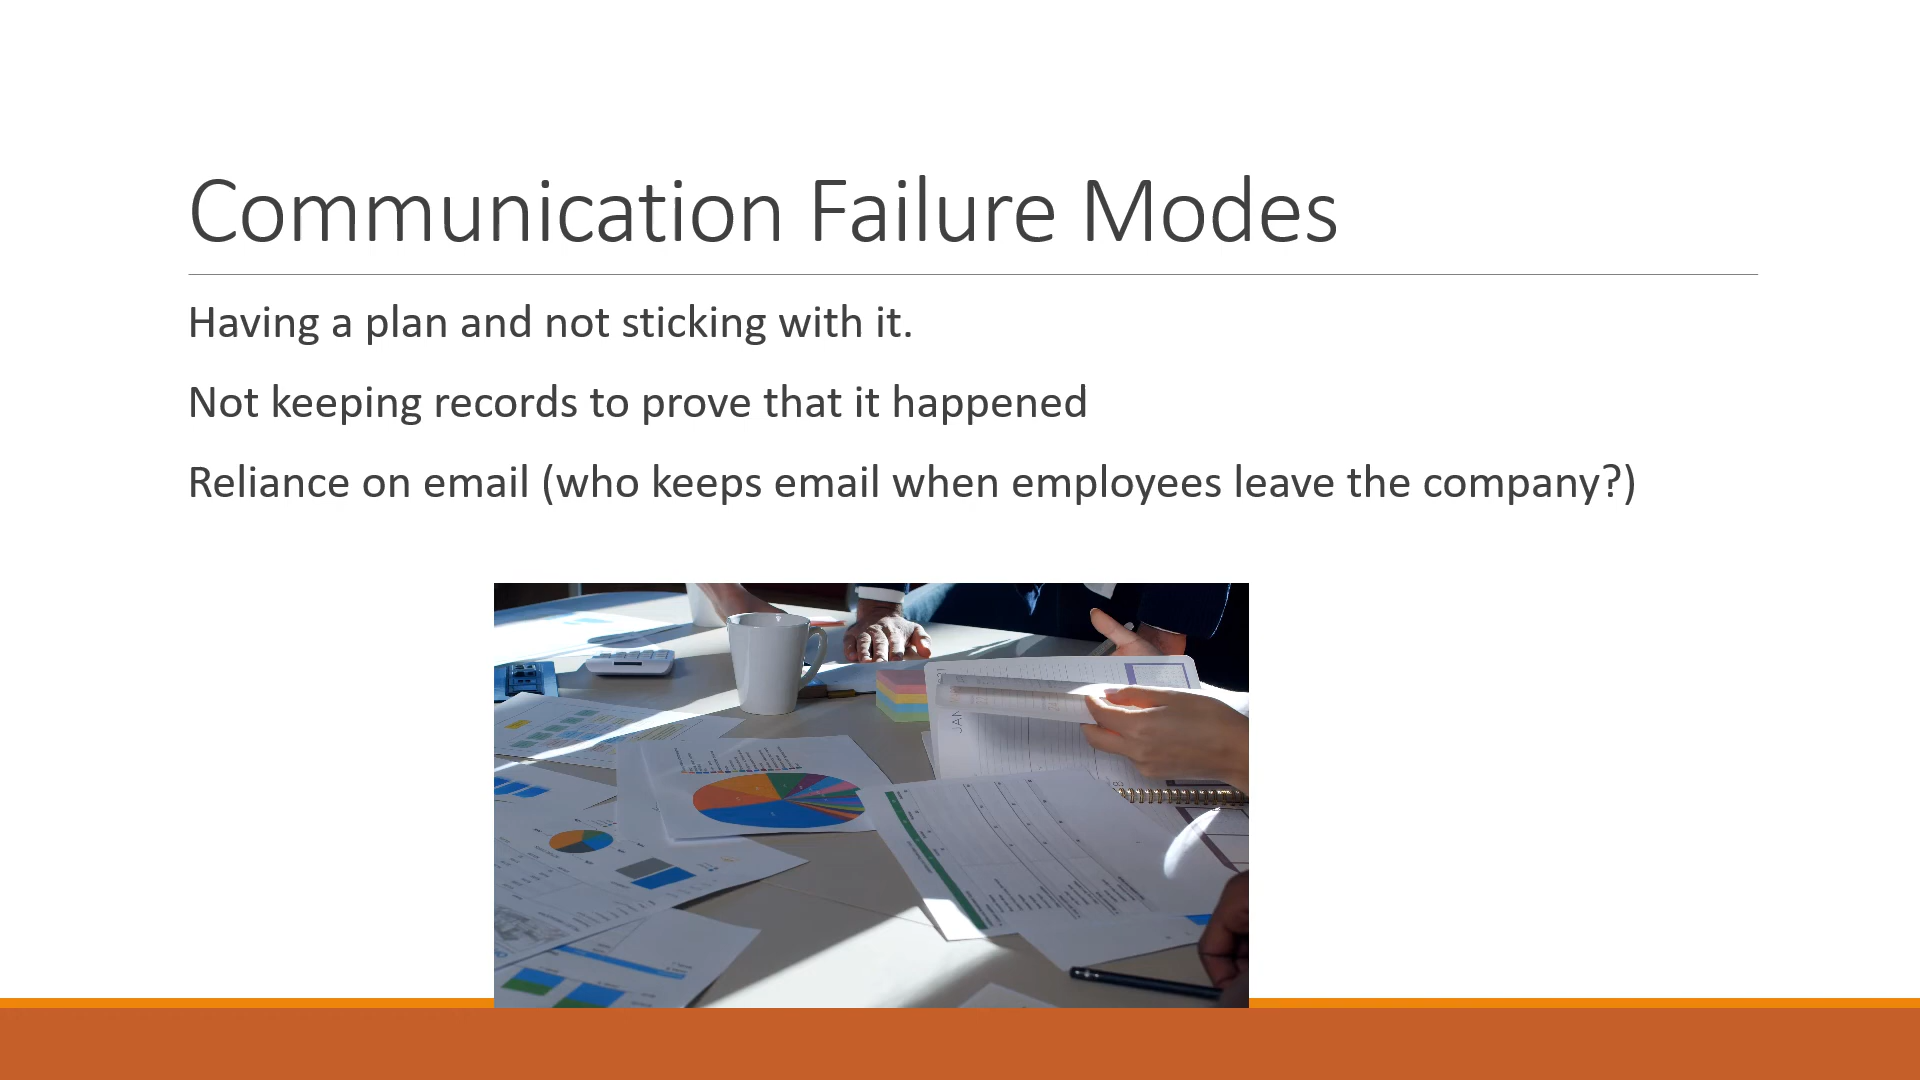 Communication Failure Modes
Having a plan and not sticking with it.
Not keeping records to prove that it happened
Reliance on email (who keeps email when employees leave the company?)
JAN